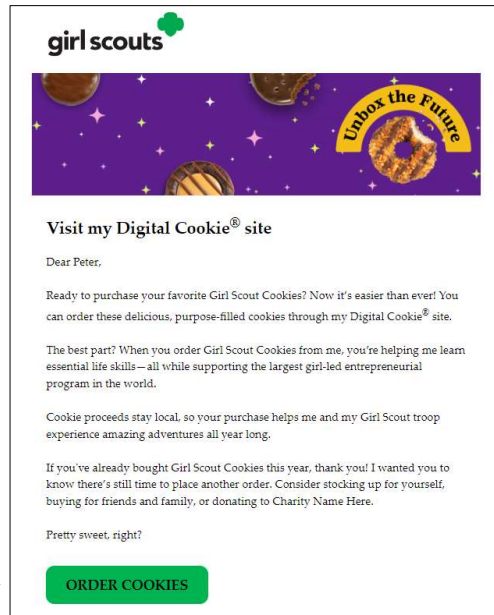 girl scouts
Unbox the Future
Visit my Digital Cookie® site
Dear Peter,
Ready to purchase your favorite Girl Scout Cookies? Now it's easier than ever! You
can order these delicious, purpose-filled cookies through my Digital Cookie® site.
The best part? When you order Girl Scout Cookies from me, you're helping me learn
essential life skills—all while supporting the largest girl-led entrepreneurial
program in the world.
Cookie proceeds stay local, so your purchase helps me and my Girl Scout troop
experience amazing adventures all year long.
If you've already bought Girl Scout Cookies this year, thank you! I wanted you to
know there's still time to place another order. Consider stocking up for yourself,
buying for friends and family, or donating to Charity Name Here.
Pretty sweet, right?
ORDER COOKIES